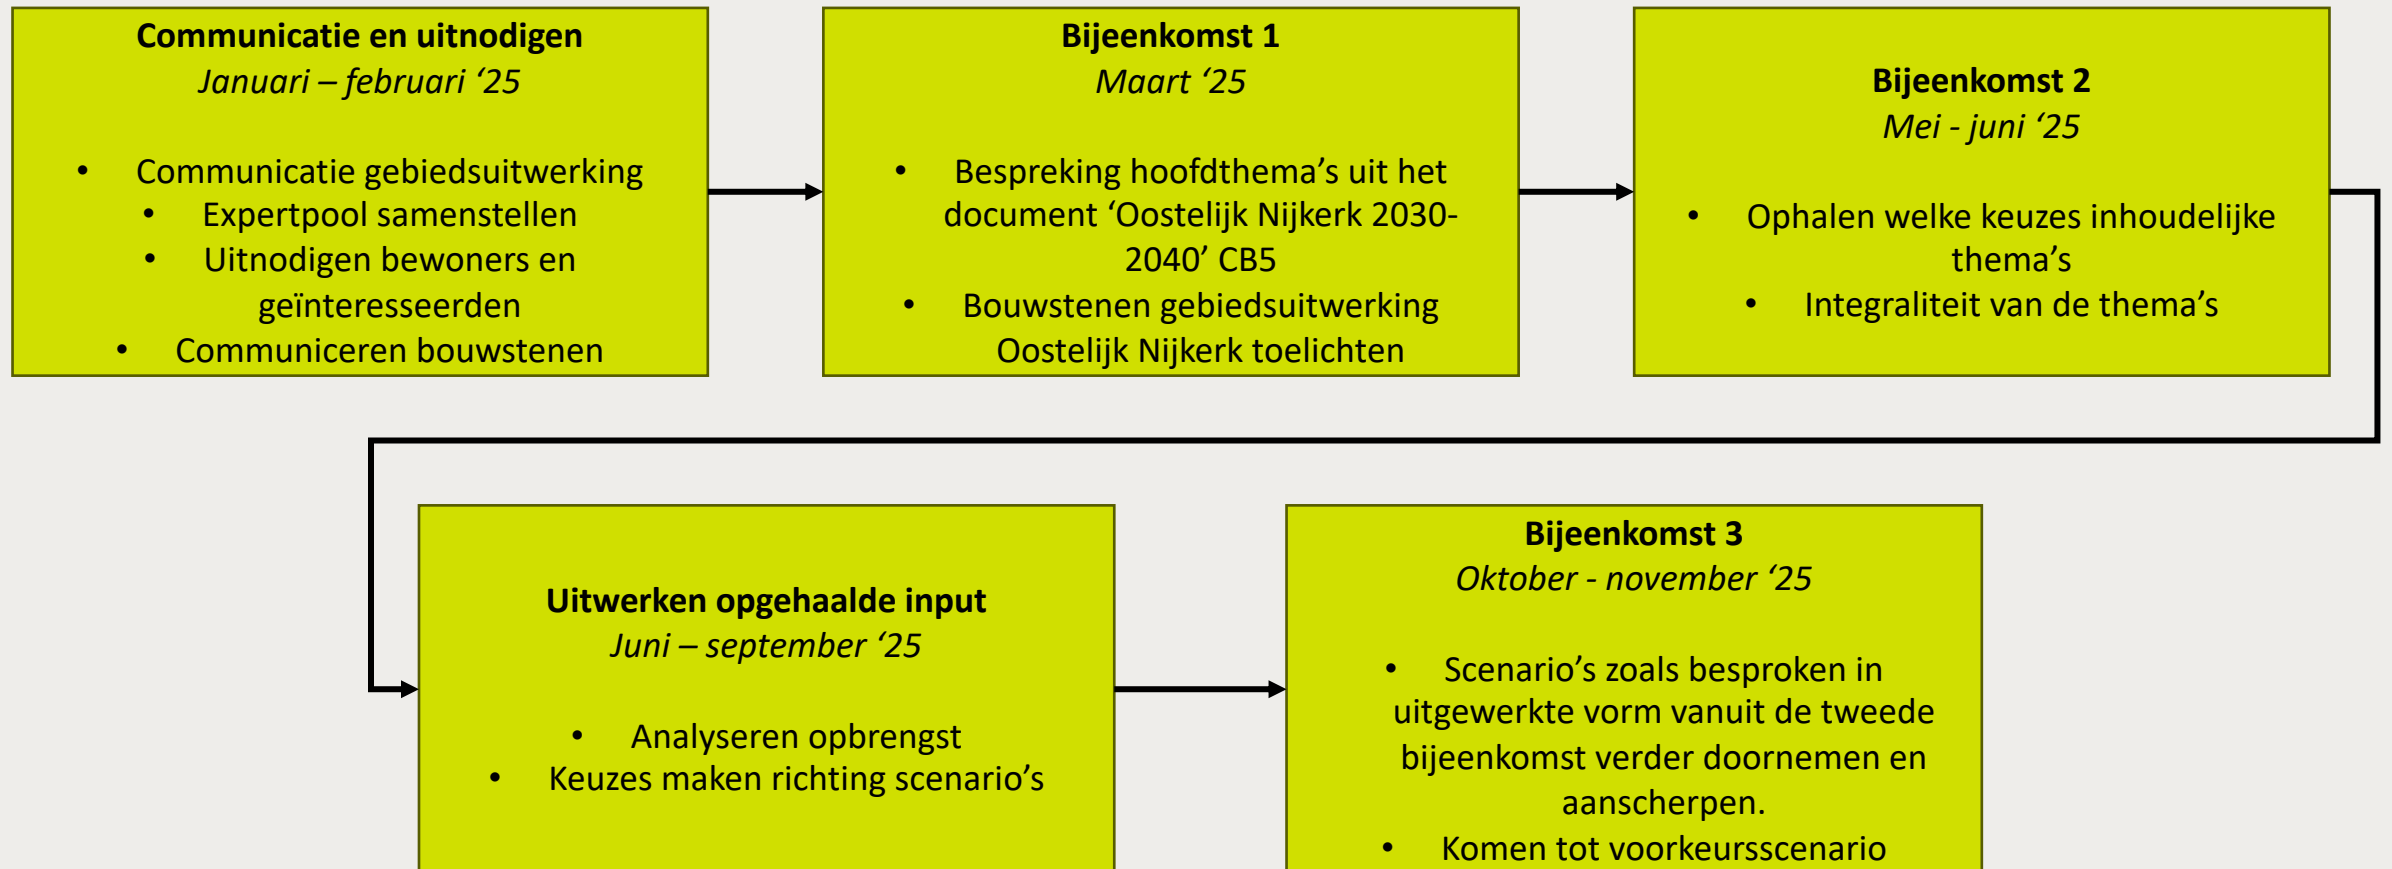 Communicatie en uitnodigen
Januari – februari ‘25
• Communicatie gebiedsuitwerking
• Expertpool samenstellen
• Uitnodigen bewoners en
geïnteresseerden
• Communiceren bouwstenen
Bijeenkomst 1
Maart ‘25
• Bespreking hoofdthema’s uit het
document ‘Oostelijk Nijkerk 2030-
2040’ CB5
• Bouwstenen gebiedsuitwerking
Oostelijk Nijkerk toelichten
Bijeenkomst 2
Mei - juni ‘25
• Ophalen welke keuzes inhoudelijke
thema’s
• Integraliteit van de thema’s
Uitwerken opgehaalde input
Juni – september ‘25
• Analyseren opbrengst
• Keuzes maken richting scenario’s
Bijeenkomst 3
Oktober - november ‘25
• Scenario’s zoals besproken in
uitgewerkte vorm vanuit de tweede
bijeenkomst verder doornemen en
aanscherpen.
• Komen tot voorkeursscenario